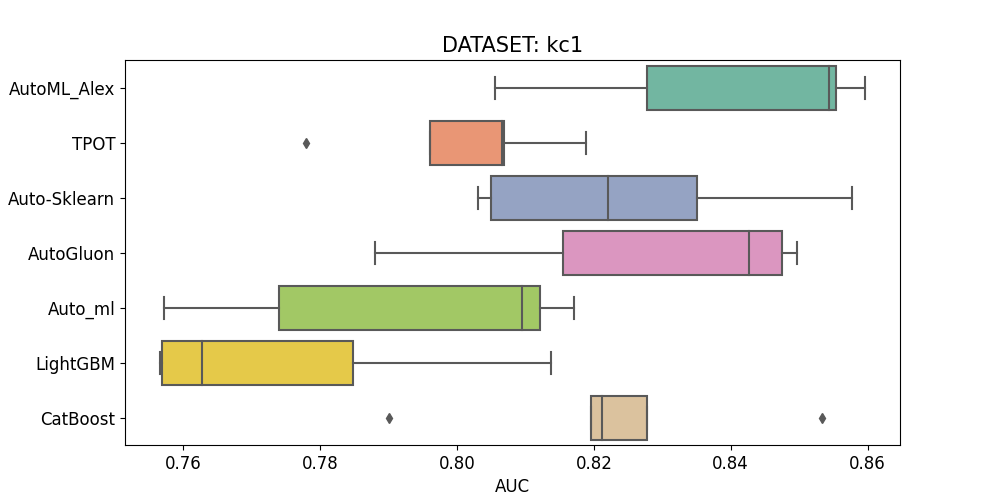 DATASET: kc1
AutoML_Alex
TPOT
Auto-Sklearn
AutoGluon
Auto_ml
LightGBM
CatBoost
0.76 0.78 0.80 0.82 0.84 0.86
AUC